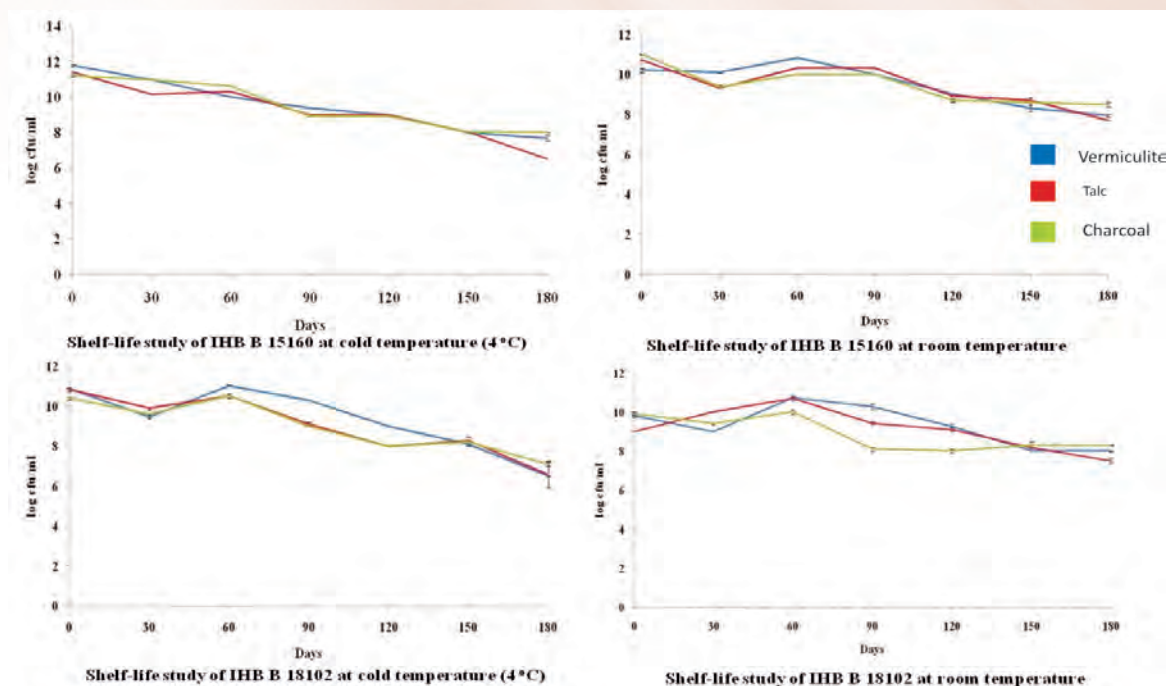 14
12
10
8
6
4
2
0
log cfu/ml
0 30 60 90 120 150 180
Days
Shelf-life study of IHB B 15160 at cold temperature (4 °C)
12
10
8
6
4
2
0
log cfu/ml
0 30 60 90 120 150 180
Days
Shelf-life study of IHB B 15160 at room temperature
Vermiculite
Talc
Charcoal
12
10
8
6
4
2
0
log cfu/ml
0 30 60 90 120 150 180
Days
Shelf-life study of IHB B 18102 at cold temperature (4 °C)
12
10
8
6
4
2
0
log cfu/ml
0 30 60 90 120 150 180
Days
Shelf-life study of IHB B 18102 at room temperature